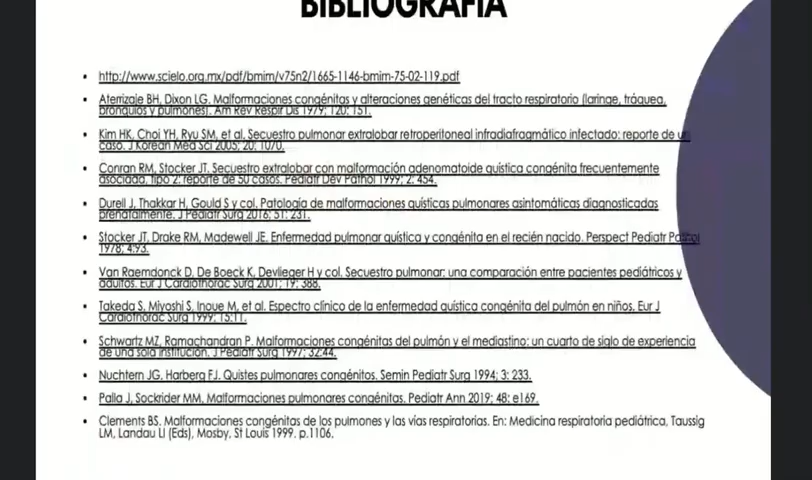 BIBLIOGRAFÍA
• http://www.scielo.org.mx/pdf/bmim/v75n2/1665-1146-bmim-75-02-119.pdf
• Aterrizaje BH, Dixon LG. Malformaciones congénitas y alteraciones genéticas del tracto respiratorio (laringe, tráquea,
bronquios y pulmones). Am Rev Respir Dis 1979; 120: 151.
• Kim HK, Choi YH, Ryu SM, et al. Secuestro pulmonar extralobar retroperitoneal infradiafragmático infectado: reporte de un
caso. J Korean Med Sci 2005; 20: 1070.
• Conran RM, Stocker JT. Secuestro extralobar con malformación adenomatoide quística congénita frecuentemente
asociada, tipo 2: reporte de 50 casos. Pediatr Dev Pathol 1999; 2: 454.
• Durell J, Thakkar H, Gould S y col. Patología de malformaciones quísticas pulmonares asintomáticas diagnosticadas
prenatalmente. J Pediatr Surg 2016; 51: 231.
• Stocker JT, Drake RM, Madewell JE. Enfermedad pulmonar quística y congénita en el recién nacido. Perspect Pediatr Pathol
1978; 4:93.
• Van Raemdonck D, De Boeck K, Devlieger H y col. Secuestro pulmonar: una comparación entre pacientes pediátricos y
adultos. Eur J Cardiothorac Surg 2001; 19: 388.
• Takeda S, Miyoshi S, Inoue M, et al. Espectro clínico de la enfermedad quística congénita del pulmón en niños. Eur J
Cardiothorac Surg 1999; 15:11.
• Schwartz MZ, Ramachandran P. Malformaciones congénitas del pulmón y el mediastino: un cuarto de siglo de experiencia
de una sola institución. J Pediatr Surg 1997; 32:44.
• Nuchtern JG, Harberg FJ. Quistes pulmonares congénitos. Semin Pediatr Surg 1994; 3: 233.
• Palla J, Sockrider MM. Malformaciones pulmonares congénitas. Pediatr Ann 2019; 48: e169.
• Clements BS. Malformaciones congénitas de los pulmones y las vías respiratorias. En: Medicina respiratoria pediátrica, Taussig
LM, Landau LI (Eds), Mosby, St Louis 1999. p.1106.